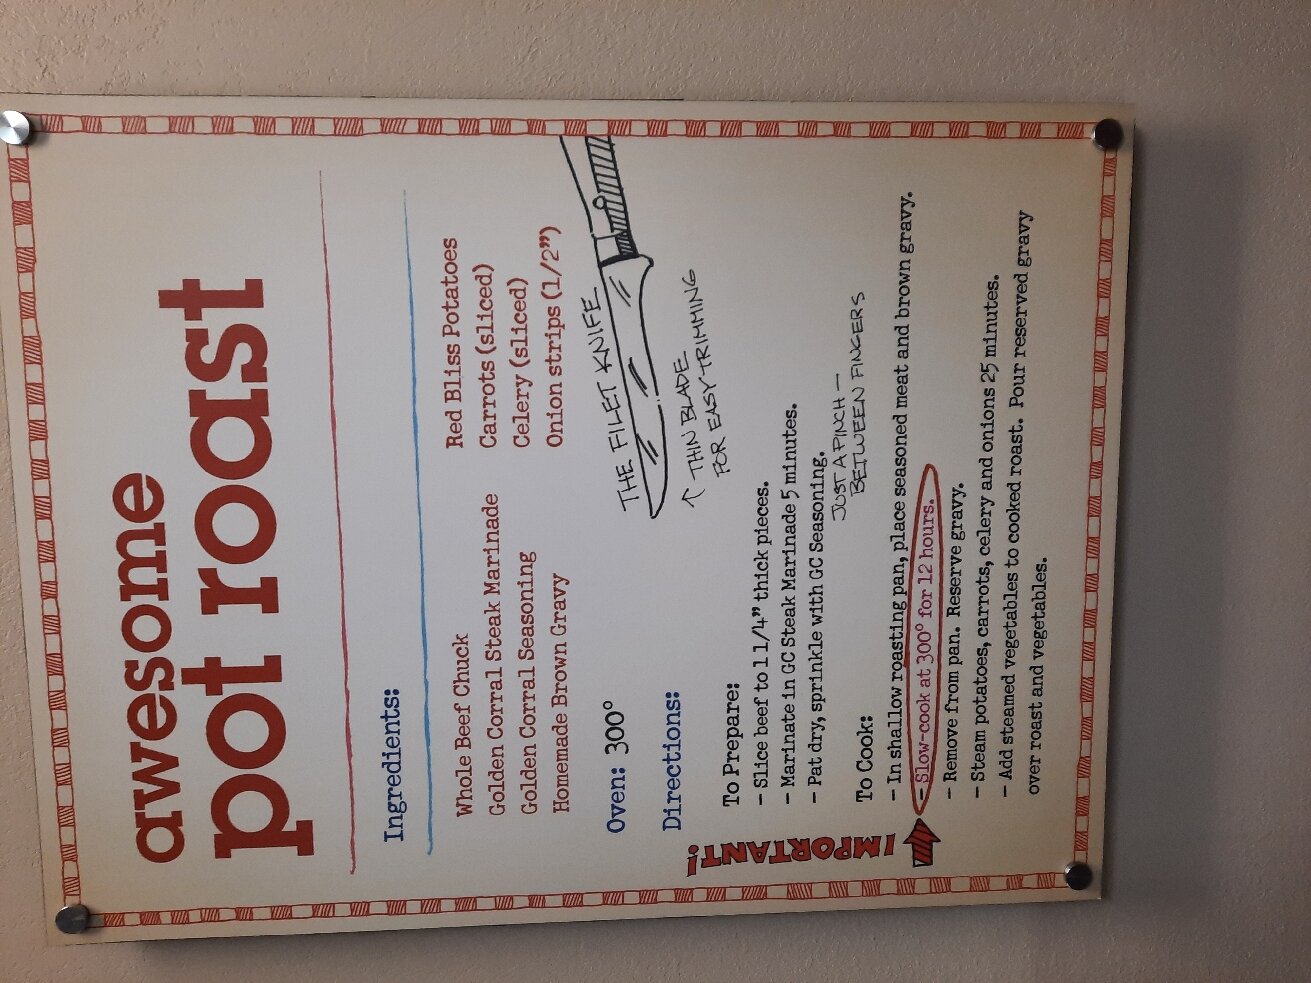 awesome
pot roast
Ingredients:
Whole Beef Chuck
Golden Corral Steak Marinade
Golden Corral Seasoning
Homemade Brown Gravy
Red Bliss Potatoes
Carrots (sliced)
Celery (sliced)
Onion strips (1/2")
Oven: 300°
THE FILET KNIFE
↑ THIN BLADE
FOR EASY TRIMMING
Directions:
To Prepare:
- Slice beef to 1 1/4" thick pieces.
- Marinate in GC Steak Marinade 5 minutes.
- Pat dry, sprinkle with GC Seasoning.
JUST A PINCH -
BETWEEN FINGERS
To Cook:
- In shallow roasting pan, place seasoned meat and brown gravy.
IMPORTANT!
- Slow-cook at 300° for 12 hours.
- Remove from pan. Reserve gravy.
- Steam potatoes, carrots, celery and onions 25 minutes.
- Add steamed vegetables to cooked roast. Pour reserved gravy
over roast and vegetables.